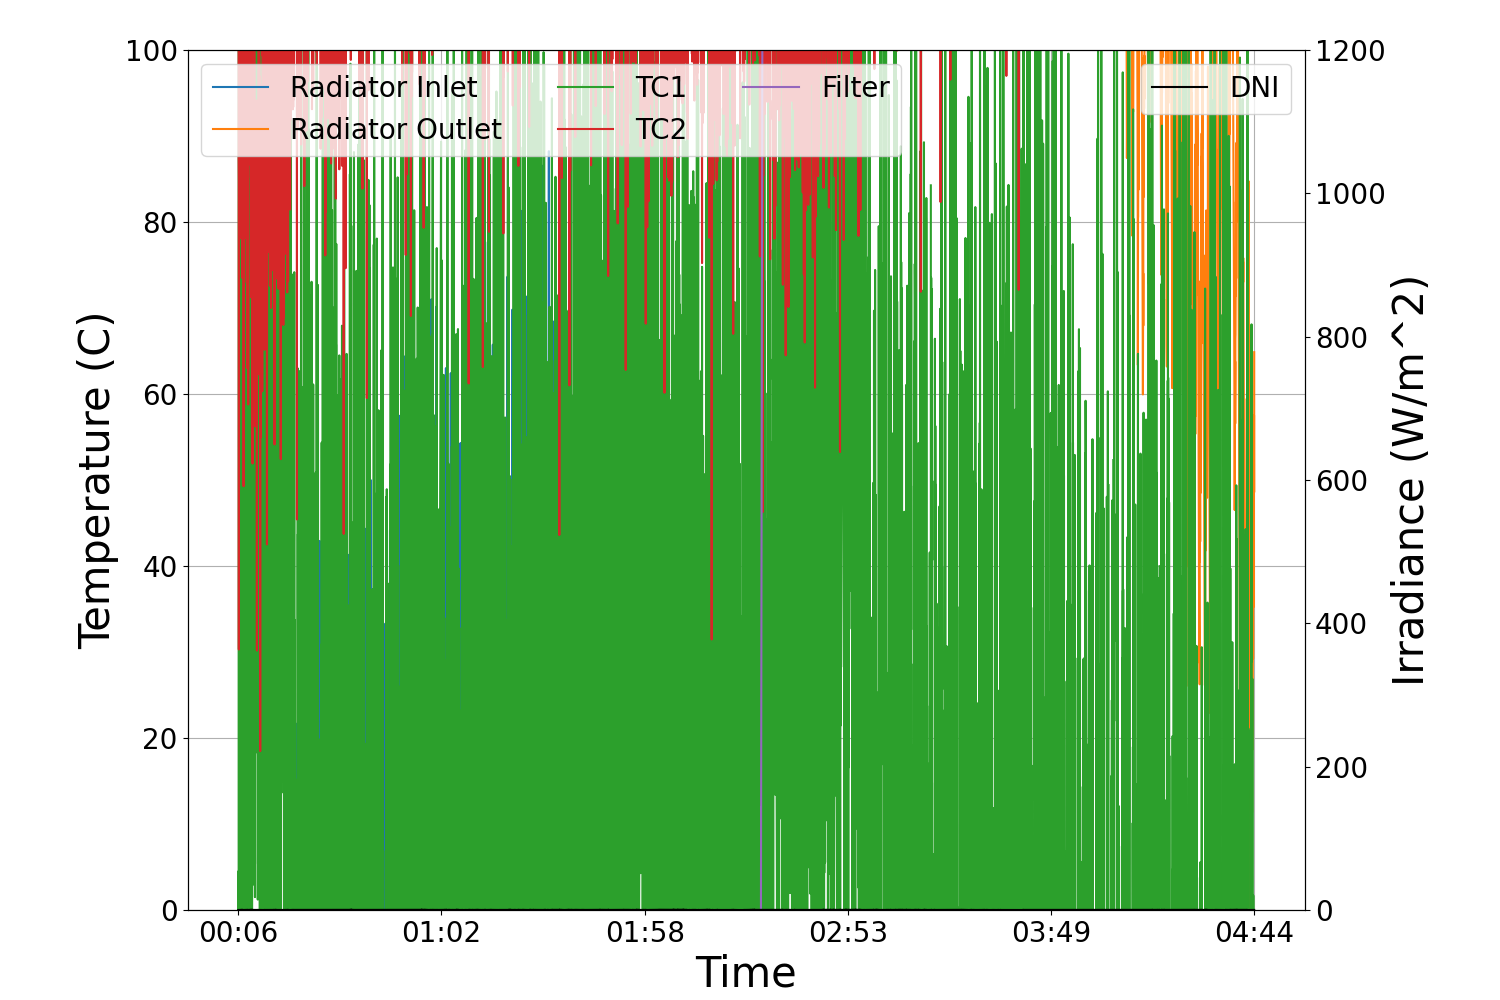 Radiator Inlet
Radiator Outlet
TC1
TC2
Filter
DNI
100
80
60
40
20
0
Temperature (C)
1200
1000
800
600
400
200
0
Irradiance (W/m^2)
00:06
01:02
01:58
02:53
03:49
04:44
Time